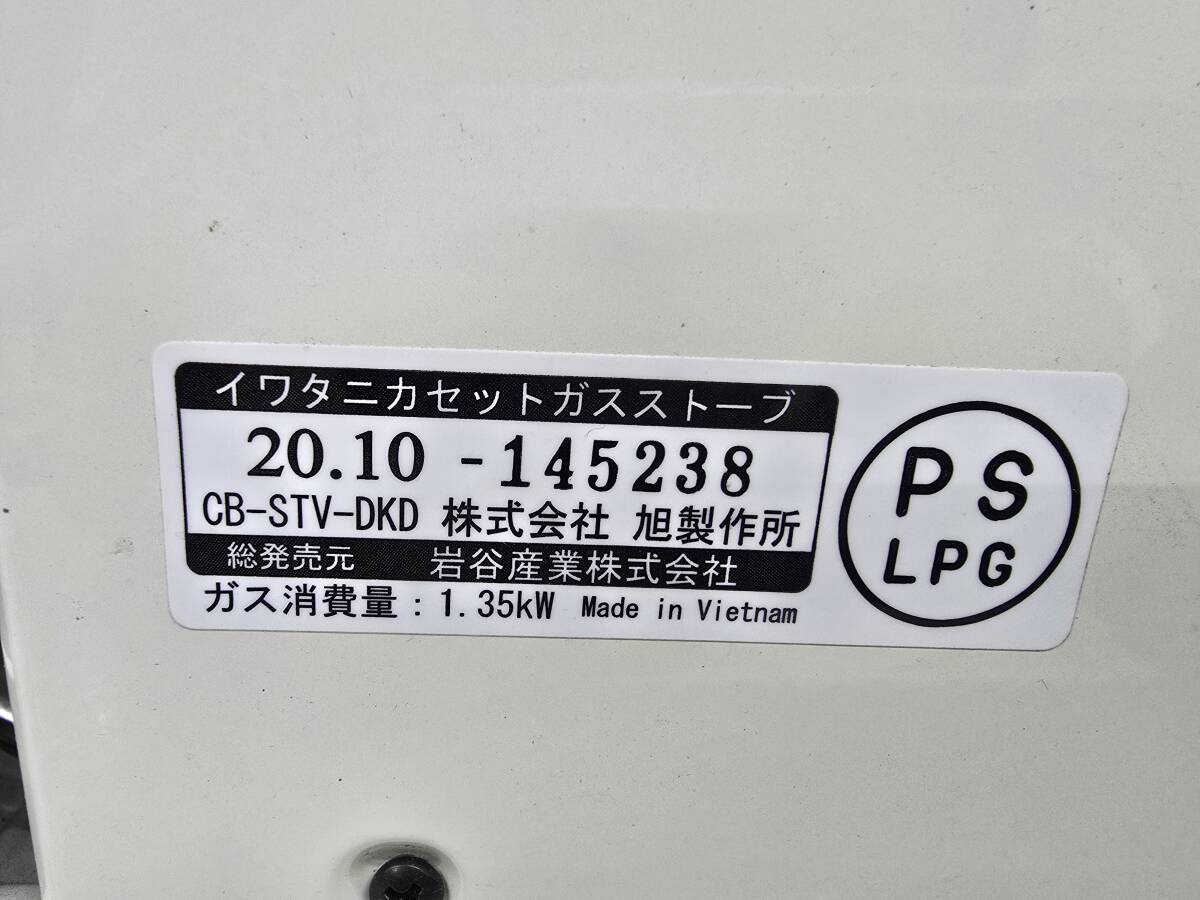 イワタニカセットガスストーブ
20.10 -145238
CB-STV-DKD 株式会社 旭製作所
総発売元 岩谷産業株式会社
ガス消費量：1.35kW Made in Vietnam
PS
LPG